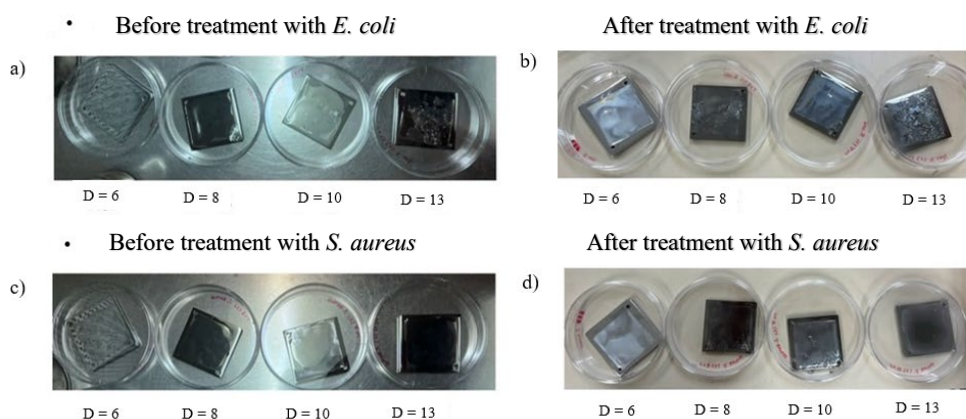 • Before treatment with E. coli
After treatment with E. coli
a)
b)
D = 6 D = 8 D = 10 D = 13
D = 6 D = 8 D = 10 D = 13
• Before treatment with S. aureus
After treatment with S. aureus
c)
d)
D = 6 D = 8 D = 10 D = 13
D = 6 D = 8 D = 10 D = 13